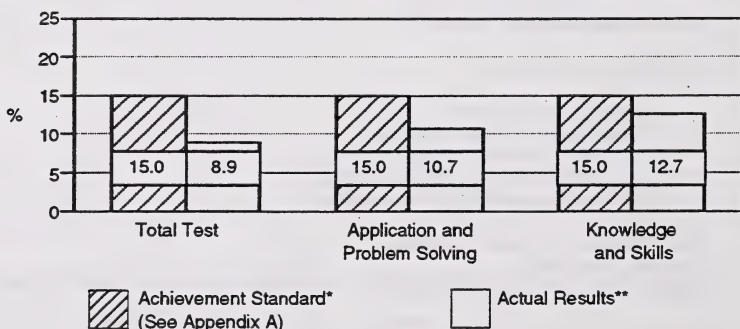 25
20
15
%
10
5
0
15.0 8.9 15.0 10.7 15.0 12.7
Total Test Application and Problem Solving Knowledge and Skills
Achievement Standard* Actual Results**
(See Appendix A)